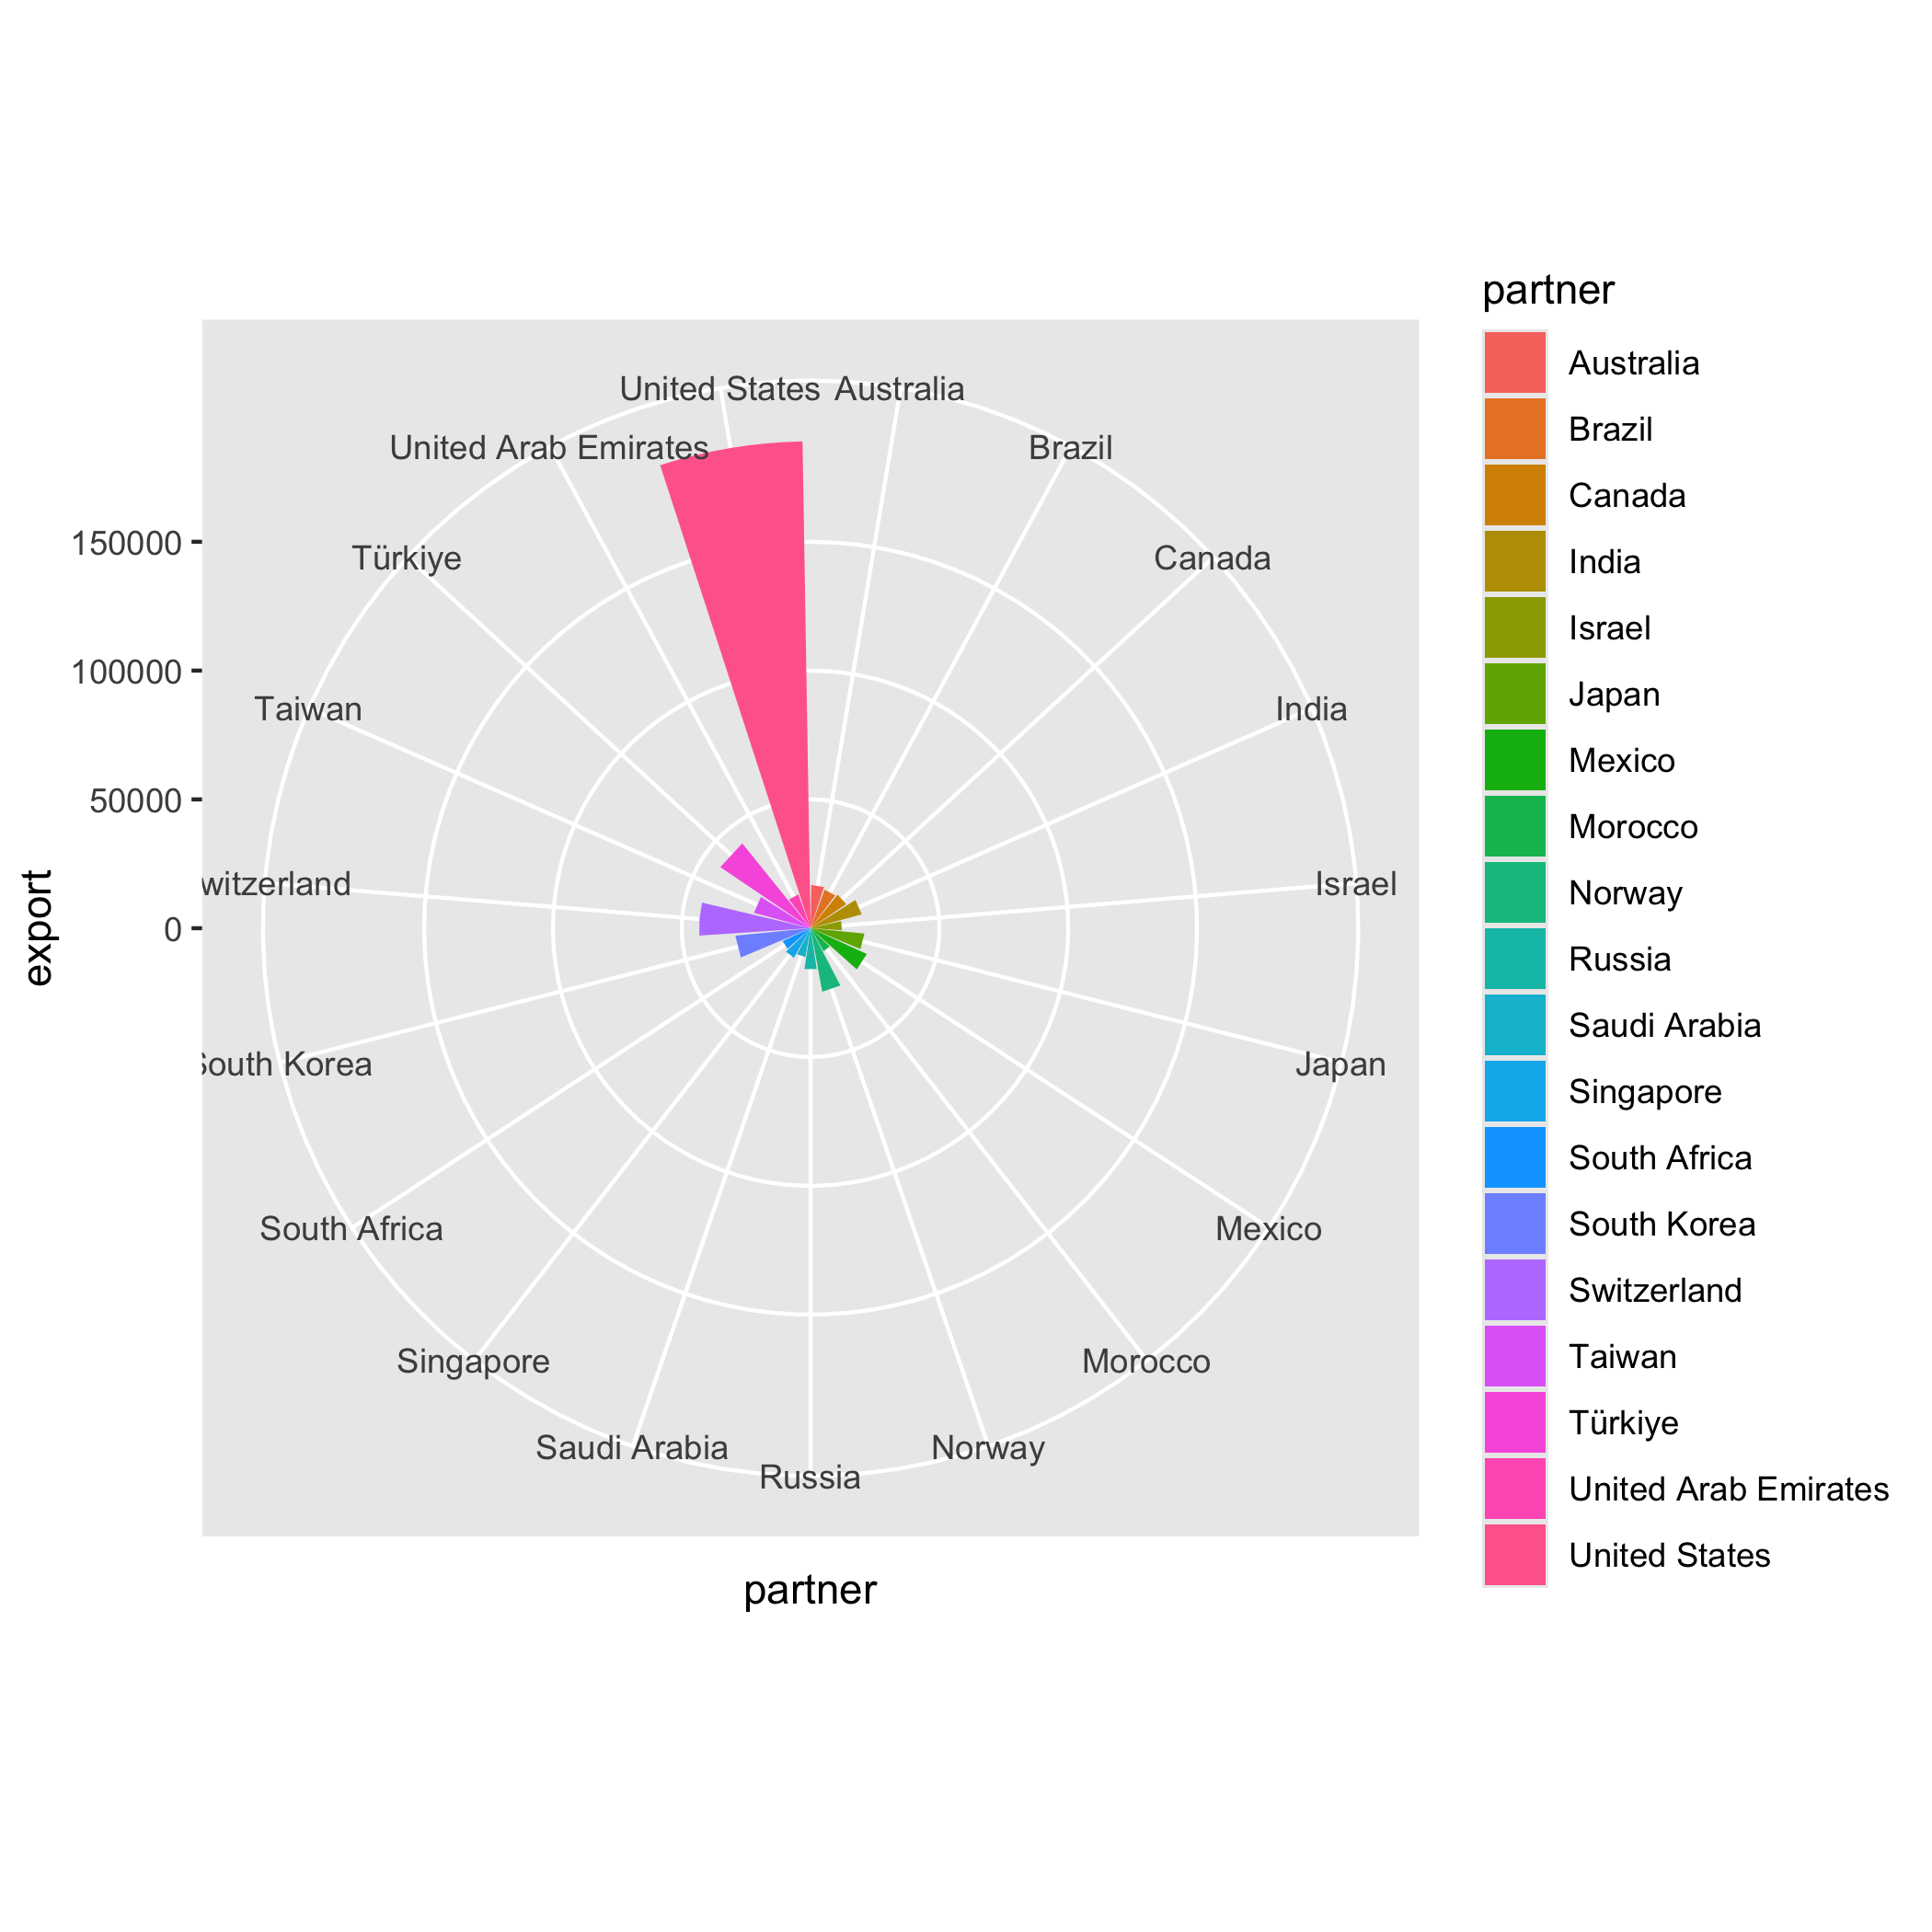 partner
United States
Australia
United Arab Emirates
Brazil
Türkiye
Canada
Taiwan
India
witzerland
Israel
South Korea
Japan
South Africa
Mexico
Singapore
Morocco
Saudi Arabia
Norway
Russia
150000
100000
50000
0
export
partner
Australia
Brazil
Canada
India
Israel
Japan
Mexico
Morocco
Norway
Russia
Saudi Arabia
Singapore
South Africa
South Korea
Switzerland
Taiwan
Türkiye
United Arab Emirates
United States